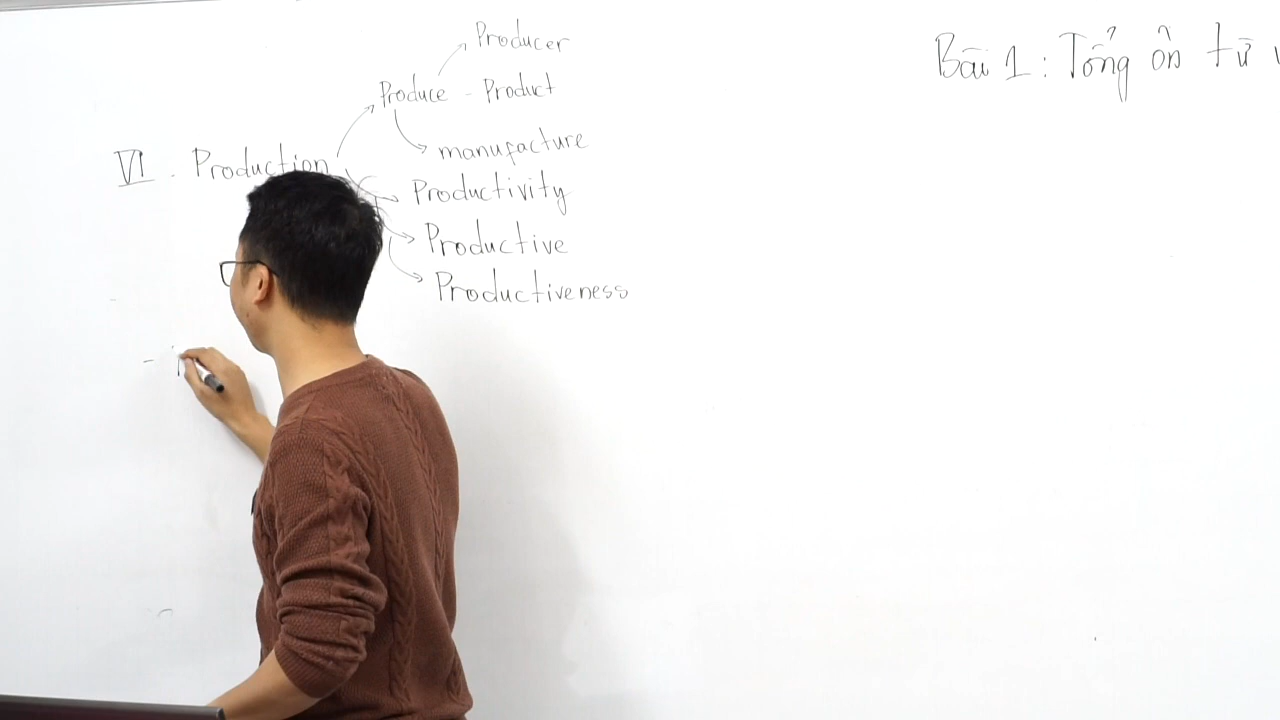 Producer
Produce - Product
manufacture
VI. Production
Productivity
Productive
Productiveness
Bài 1: Tổng ôn từ